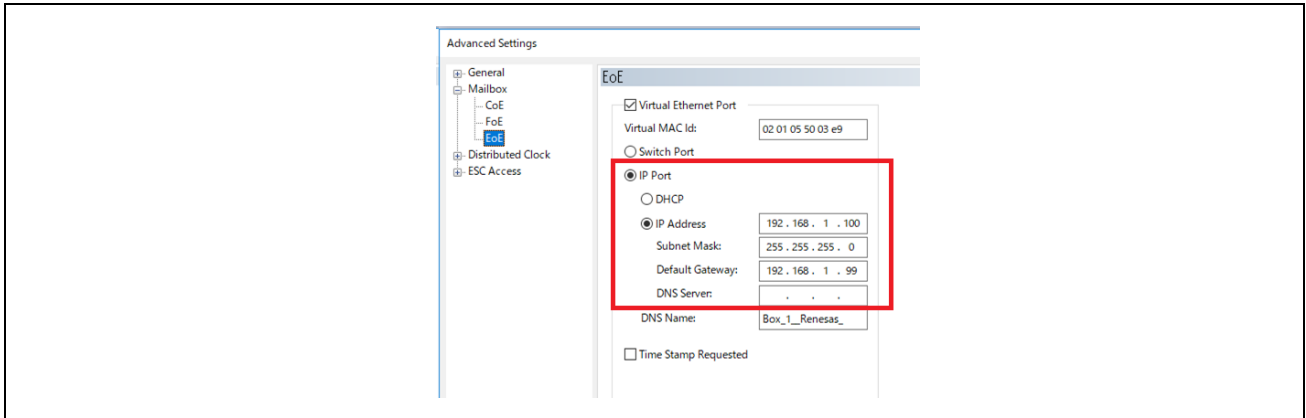 Advanced Settings
General
Mailbox
CoE
FoE
EoE
Distributed Clock
ESC Access
EoE
Virtual Ethernet Port
Virtual MAC Id: 02 01 05 50 03 e9
Switch Port
IP Port
DHCP
IP Address 192 . 168 . 1 . 100
Subnet Mask: 255 . 255 . 255 . 0
Default Gateway: 192 . 168 . 1 . 99
DNS Server: . . .
DNS Name: Box_1__Renesas_
Time Stamp Requested